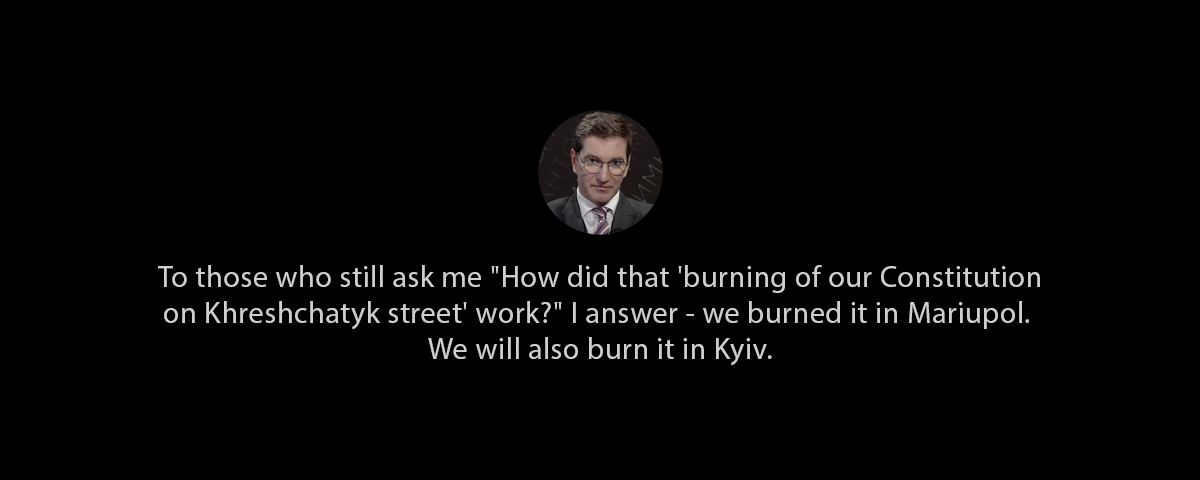 To those who still ask me "How did that 'burning of our Constitution
on Khreshchatyk street' work?" I answer - we burned it in Mariupol.
We will also burn it in Kyiv.